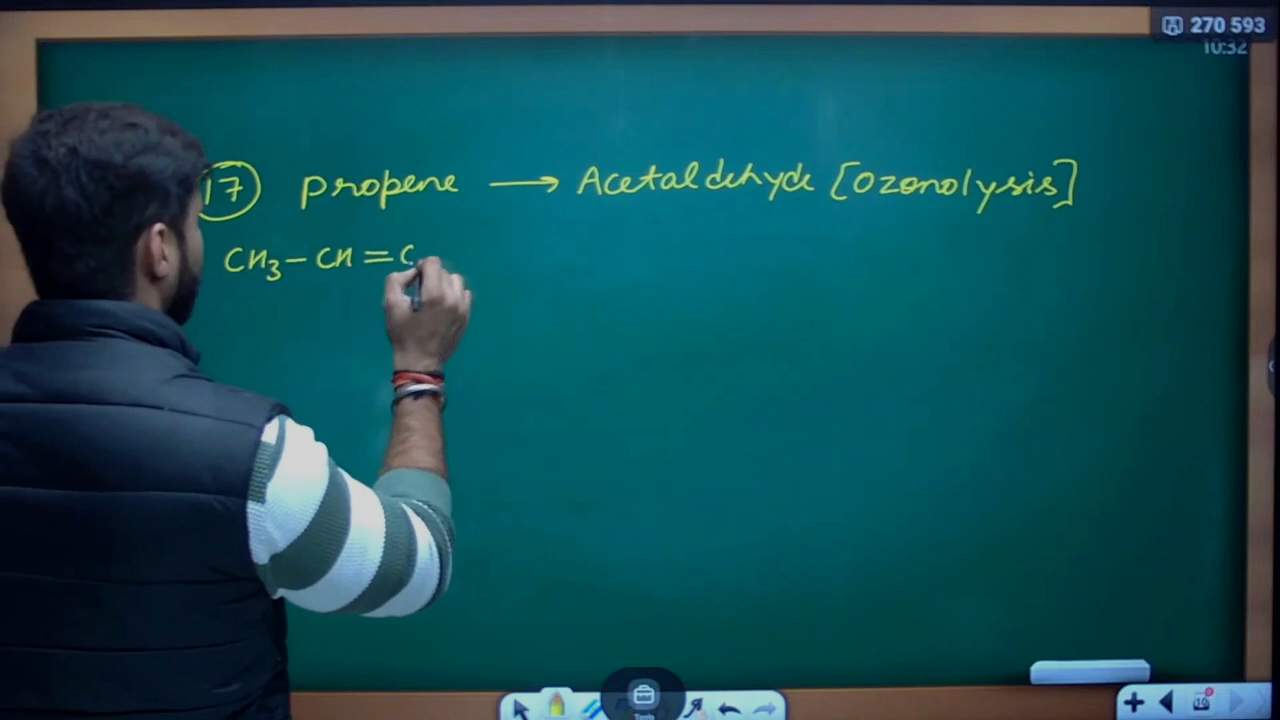 270 593
10:32
17 Propene → Acetaldehyde [Ozonolysis]
CH3-CH=C